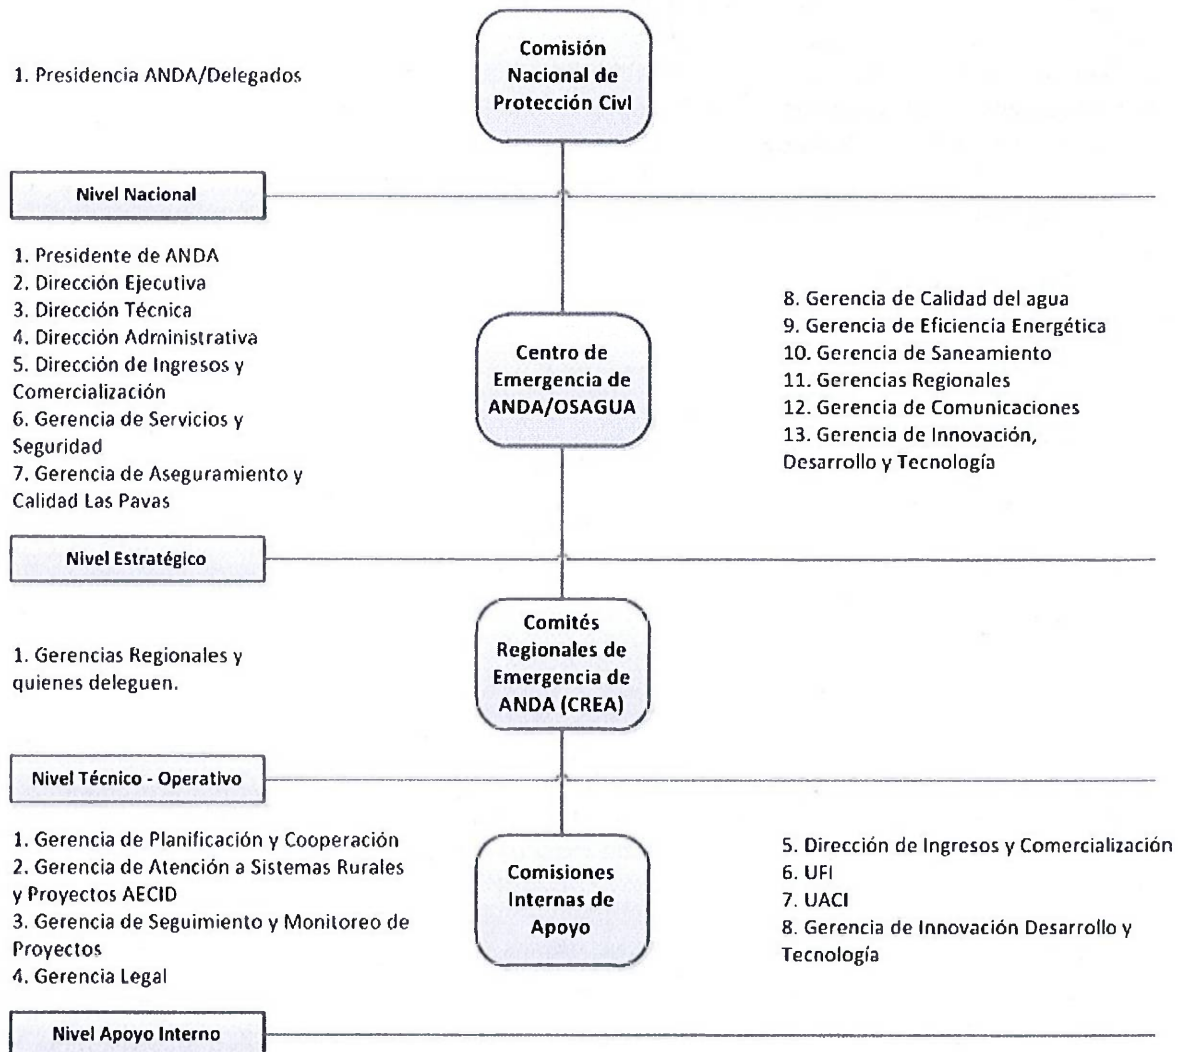 1. Presidencia ANDA/Delegados
Comisión
Nacional de
Protección Civl
Nivel Nacional
1. Presidente de ANDA
2. Dirección Ejecutiva
3. Dirección Técnica
4. Dirección Administrativa
5. Dirección de Ingresos y
Comercialización
6. Gerencia de Servicios y
Seguridad
7. Gerencia de Aseguramiento y
Calidad Las Pavas
Centro de
Emergencia de
ANDA/OSAGUA
8. Gerencia de Calidad del agua
9. Gerencia de Eficiencia Energética
10. Gerencia de Saneamiento
11. Gerencias Regionales
12. Gerencia de Comunicaciones
13. Gerencia de Innovación,
Desarrollo y Tecnología
Nivel Estratégico
1. Gerencias Regionales y
quienes deleguen.
Comités
Regionales de
Emergencia de
ANDA (CREA)
Nivel Técnico - Operativo
1. Gerencia de Planificación y Cooperación
2. Gerencia de Atención a Sistemas Rurales
y Proyectos AECID
3. Gerencia de Seguimiento y Monitoreo de
Proyectos
4. Gerencia Legal
Comisiones
Internas de
Apoyo
5. Dirección de Ingresos y Comercialización
6. UFI
7. UACI
8. Gerencia de Innovación Desarrollo y
Tecnología
Nivel Apoyo Interno